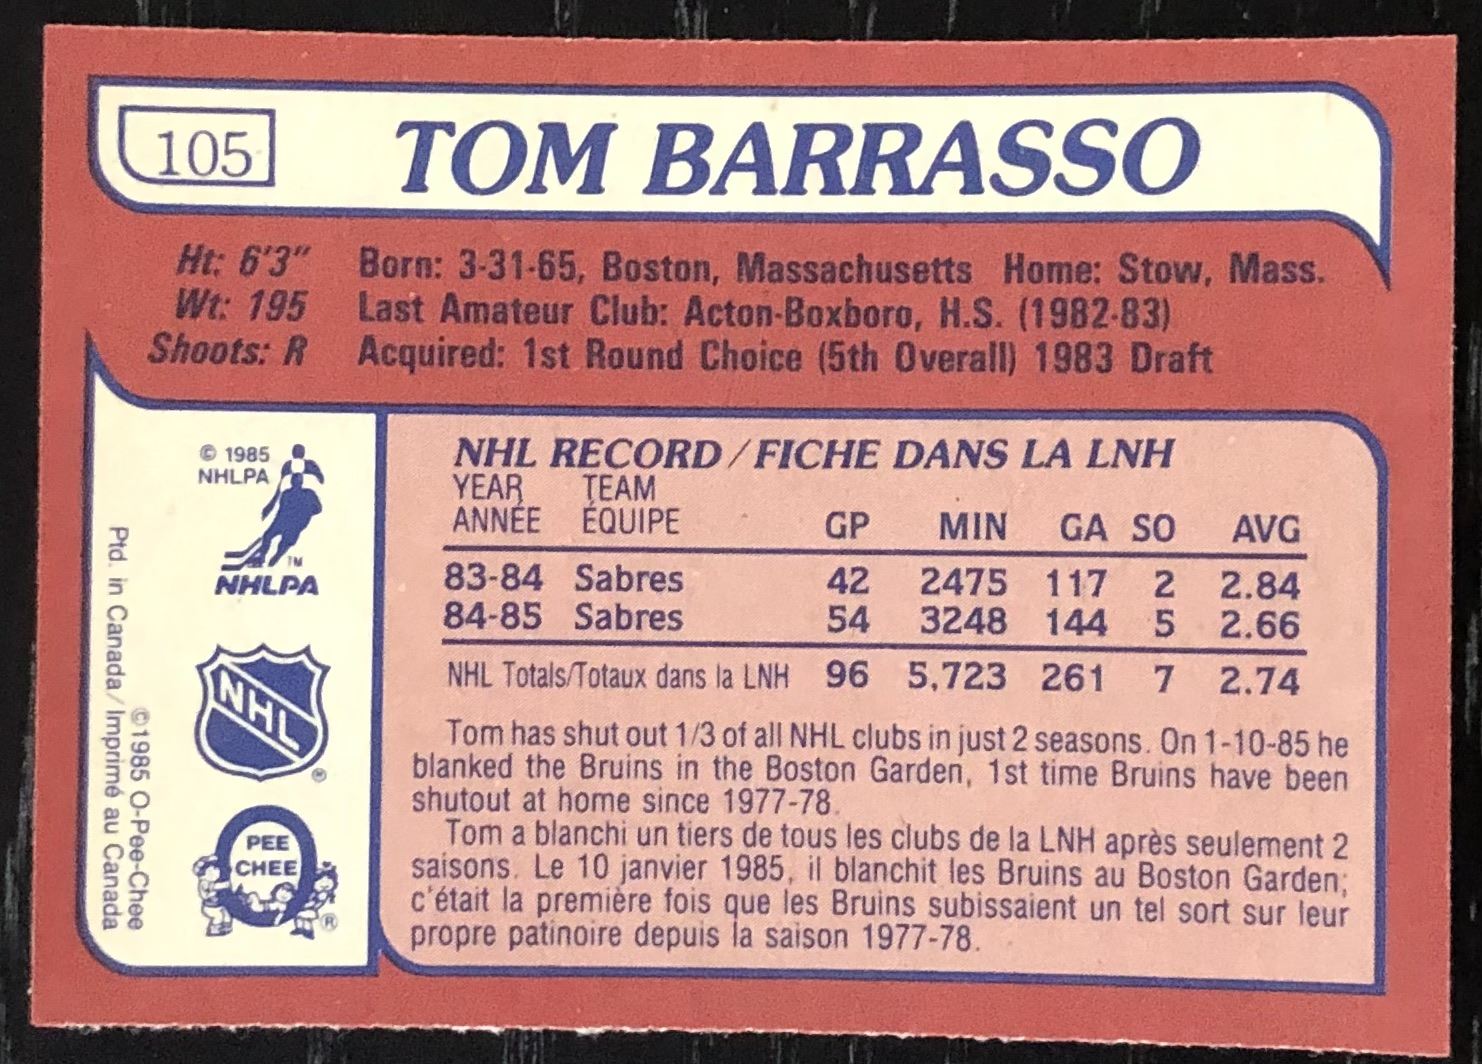 105 TOM BARRASSO
Ht: 6'3" Born: 3-31-65, Boston, Massachusetts Home: Stow, Mass.
Wt: 195 Last Amateur Club: Acton-Boxboro, H.S. (1982-83)
Shoots: R Acquired: 1st Round Choice (5th Overall) 1983 Draft
© 1985
NHLPA
TM
NHLPA
NHL
®
PEE
CHEE
®
©1985 O-Pee-Chee
Ptd. in Canada/Imprimé au Canada
NHL RECORD/FICHE DANS LA LNH
YEAR TEAM
ANNÉE ÉQUIPE GP MIN GA SO AVG
83-84 Sabres 42 2475 117 2 2.84
84-85 Sabres 54 3248 144 5 2.66
NHL Totals/Totaux dans la LNH 96 5,723 261 7 2.74
Tom has shut out 1/3 of all NHL clubs in just 2 seasons. On 1-10-85 he
blanked the Bruins in the Boston Garden, 1st time Bruins have been
shutout at home since 1977-78.
Tom a blanchi un tiers de tous les clubs de la LNH après seulement 2
saisons. Le 10 janvier 1985, il blanchit les Bruins au Boston Garden;
c'était la première fois que les Bruins subissaient un tel sort sur leur
propre patinoire depuis la saison 1977-78.